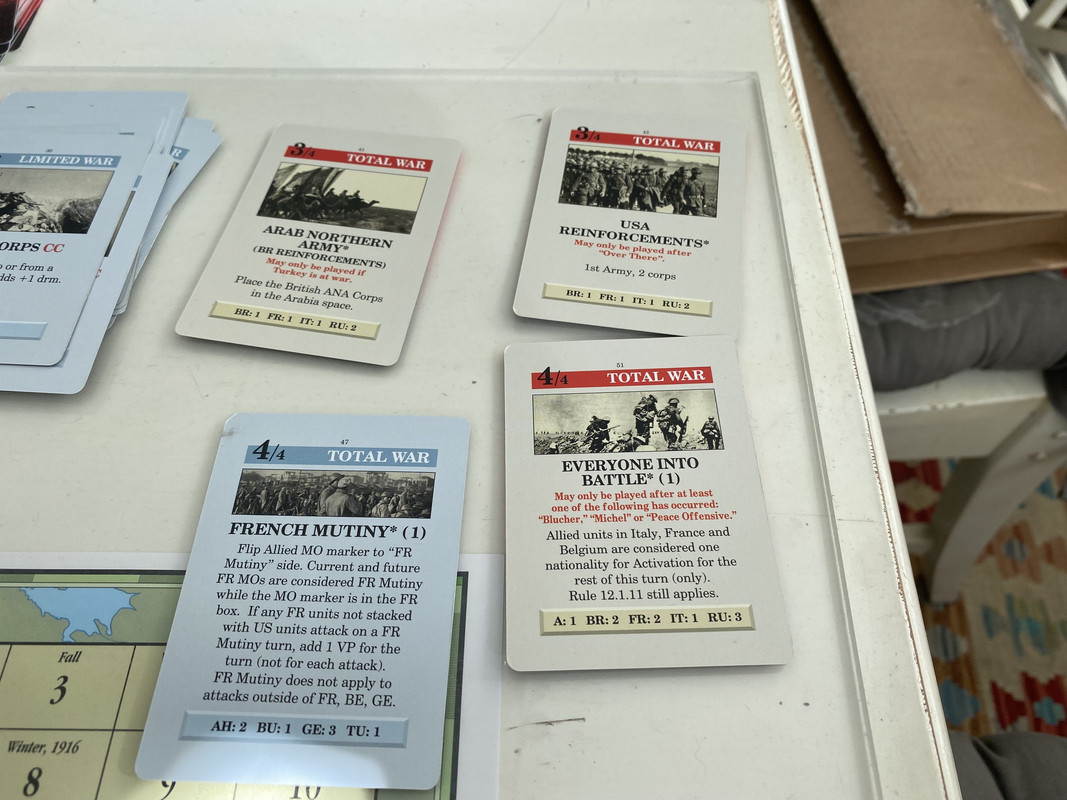 LIMITED WAR
ORPS CC
or from a
dds +1 drm.
41
3/4 TOTAL WAR
ARAB NORTHERN
ARMY*
(BR REINFORCEMENTS)
May only be played if
Turkey is at war.
Place the British ANA Corps
in the Arabia space.
BR: 1 FR: 1 IT: 1 RU: 2
3/4 TOTAL WAR
USA
REINFORCEMENTS*
May only be played after
"Over There".
1st Army, 2 corps
BR: 1 FR: 1 IT: 1 RU: 2
47
4/4 TOTAL WAR
FRENCH MUTINY* (1)
Flip Allied MO marker to "FR
Mutiny" side. Current and future
FR MOs are considered FR Mutiny
while the MO marker is in the FR
box. If any FR units not stacked
with US units attack on a FR
Mutiny turn, add 1 VP for the
turn (not for each attack).
FR Mutiny does not apply to
attacks outside of FR, BE, GE.
AH: 2 BU: 1 GE: 3 TU: 1
51
4/4 TOTAL WAR
EVERYONE INTO
BATTLE* (1)
May only be played after at least
one of the following has occurred:
"Blucher," "Michel" or "Peace Offensive."
Allied units in Italy, France and
Belgium are considered one
nationality for Activation for the
rest of this turn (only).
Rule 12.1.11 still applies.
A: 1 BR: 2 FR: 2 IT: 1 RU: 3
Fall
3
Winter, 1916
8
9
10